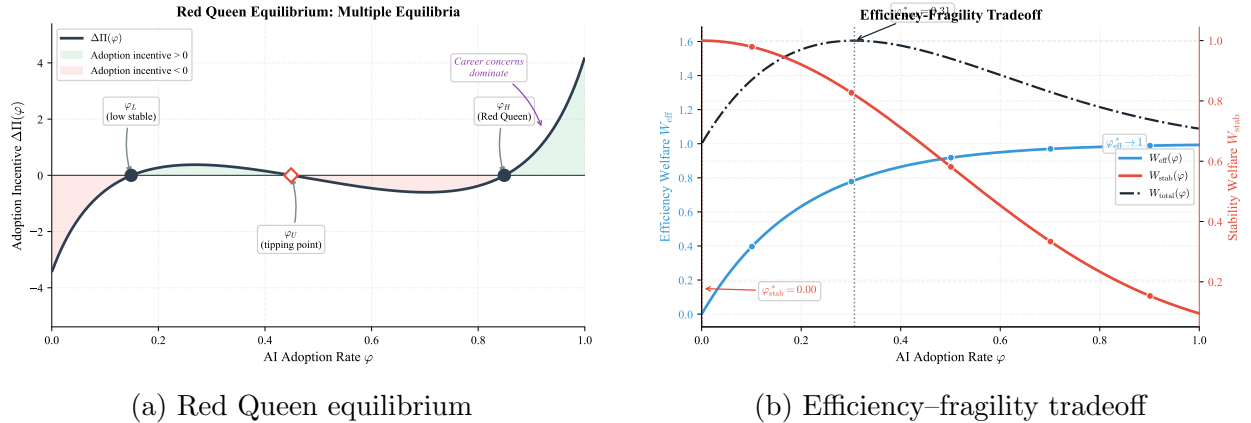 Red Queen Equilibrium: Multiple Equilibria
ΔΠ(φ)
Adoption incentive > 0
Adoption incentive < 0
Career concerns
dominate
φ_L
(low stable)
φ_H
(Red Queen)
φ_U
(tipping point)
4
2
0
−2
−4
Adoption Incentive ΔΠ(φ)
0.0 0.2 0.4 0.6 0.8 1.0
AI Adoption Rate φ
(a) Red Queen equilibrium
Efficiency-Fragility Tradeoff
1.6
1.4
1.2
1.0
0.8
0.6
0.4
0.2
0.0
Efficiency Welfare W_eff
φ*_eff → 1
W_eff(φ)
W_stab(φ)
W_total(φ)
φ*_stab = 0.00
1.0
0.8
0.6
0.4
0.2
Stability Welfare W_stab
0.0 0.2 0.4 0.6 0.8 1.0
AI Adoption Rate φ
(b) Efficiency–fragility tradeoff